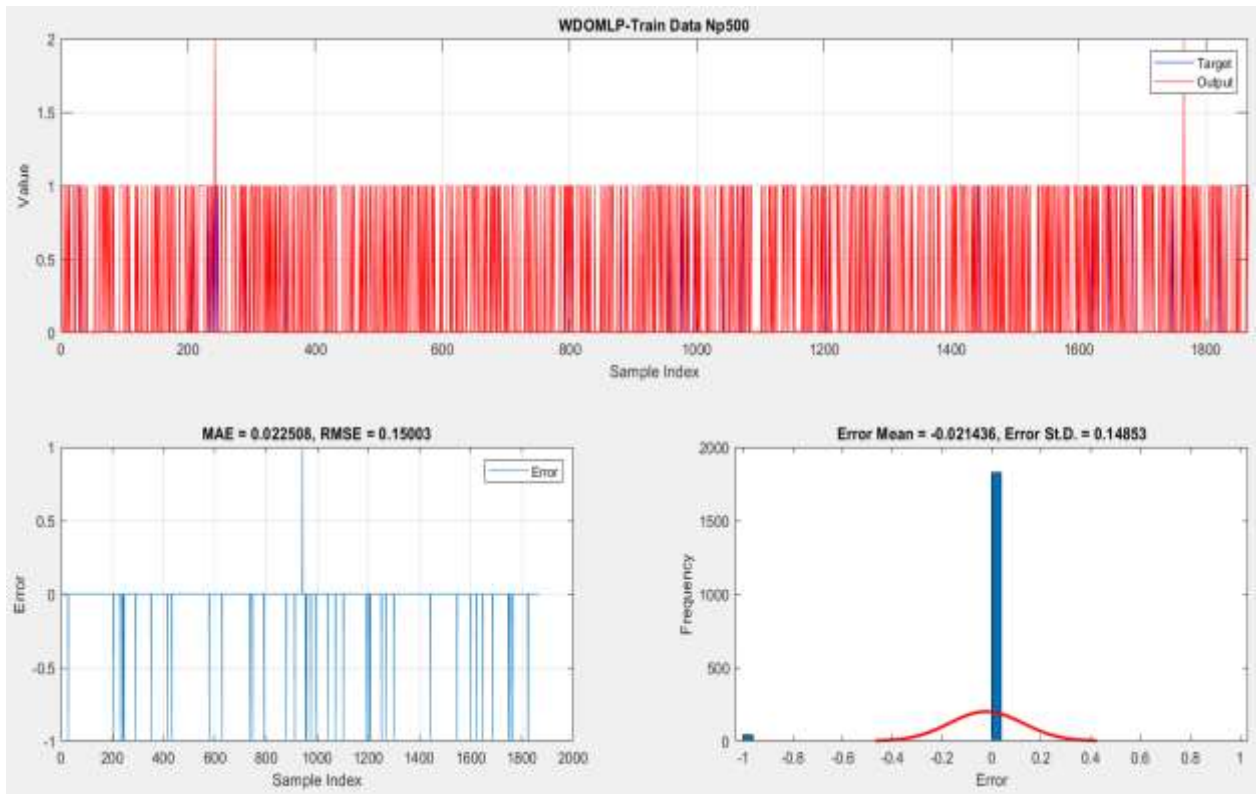 WDOMLP-Train Data Np500
2
1.5
1
0.5
0
Value
Target
Output
0 200 400 600 800 1000 1200 1400 1600 1800
Sample Index
MAE = 0.022508, RMSE = 0.15003
1
0.5
0
-0.5
-1
Error
Error
0 200 400 600 800 1000 1200 1400 1600 1800 2000
Sample Index
Error Mean = -0.021436, Error St.D. = 0.14853
2000
1500
1000
500
0
Frequency
-1 -0.8 -0.6 -0.4 -0.2 0 0.2 0.4 0.6 0.8 1
Error